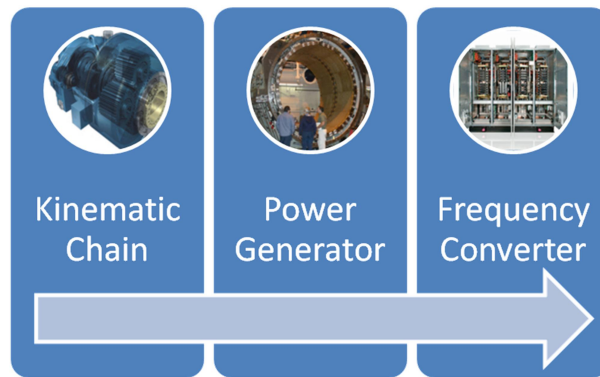 Kinematic
Chain
Power
Generator
Frequency
Converter